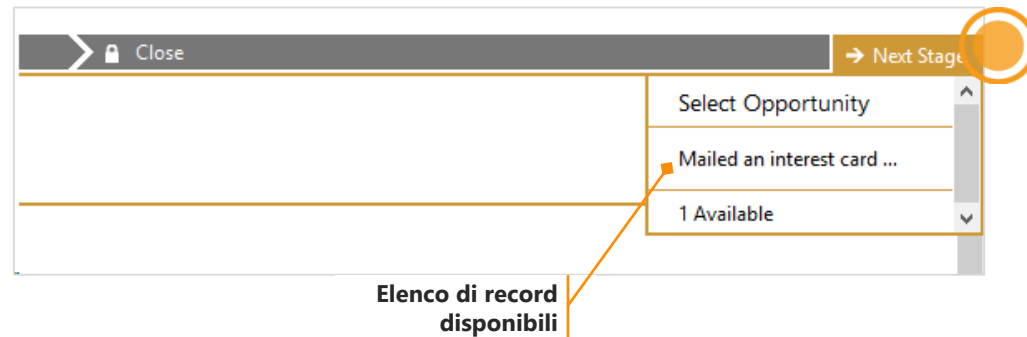 Close
→ Next Stage
Select Opportunity
Mailed an interest card ...
1 Available
Elenco di record
disponibili